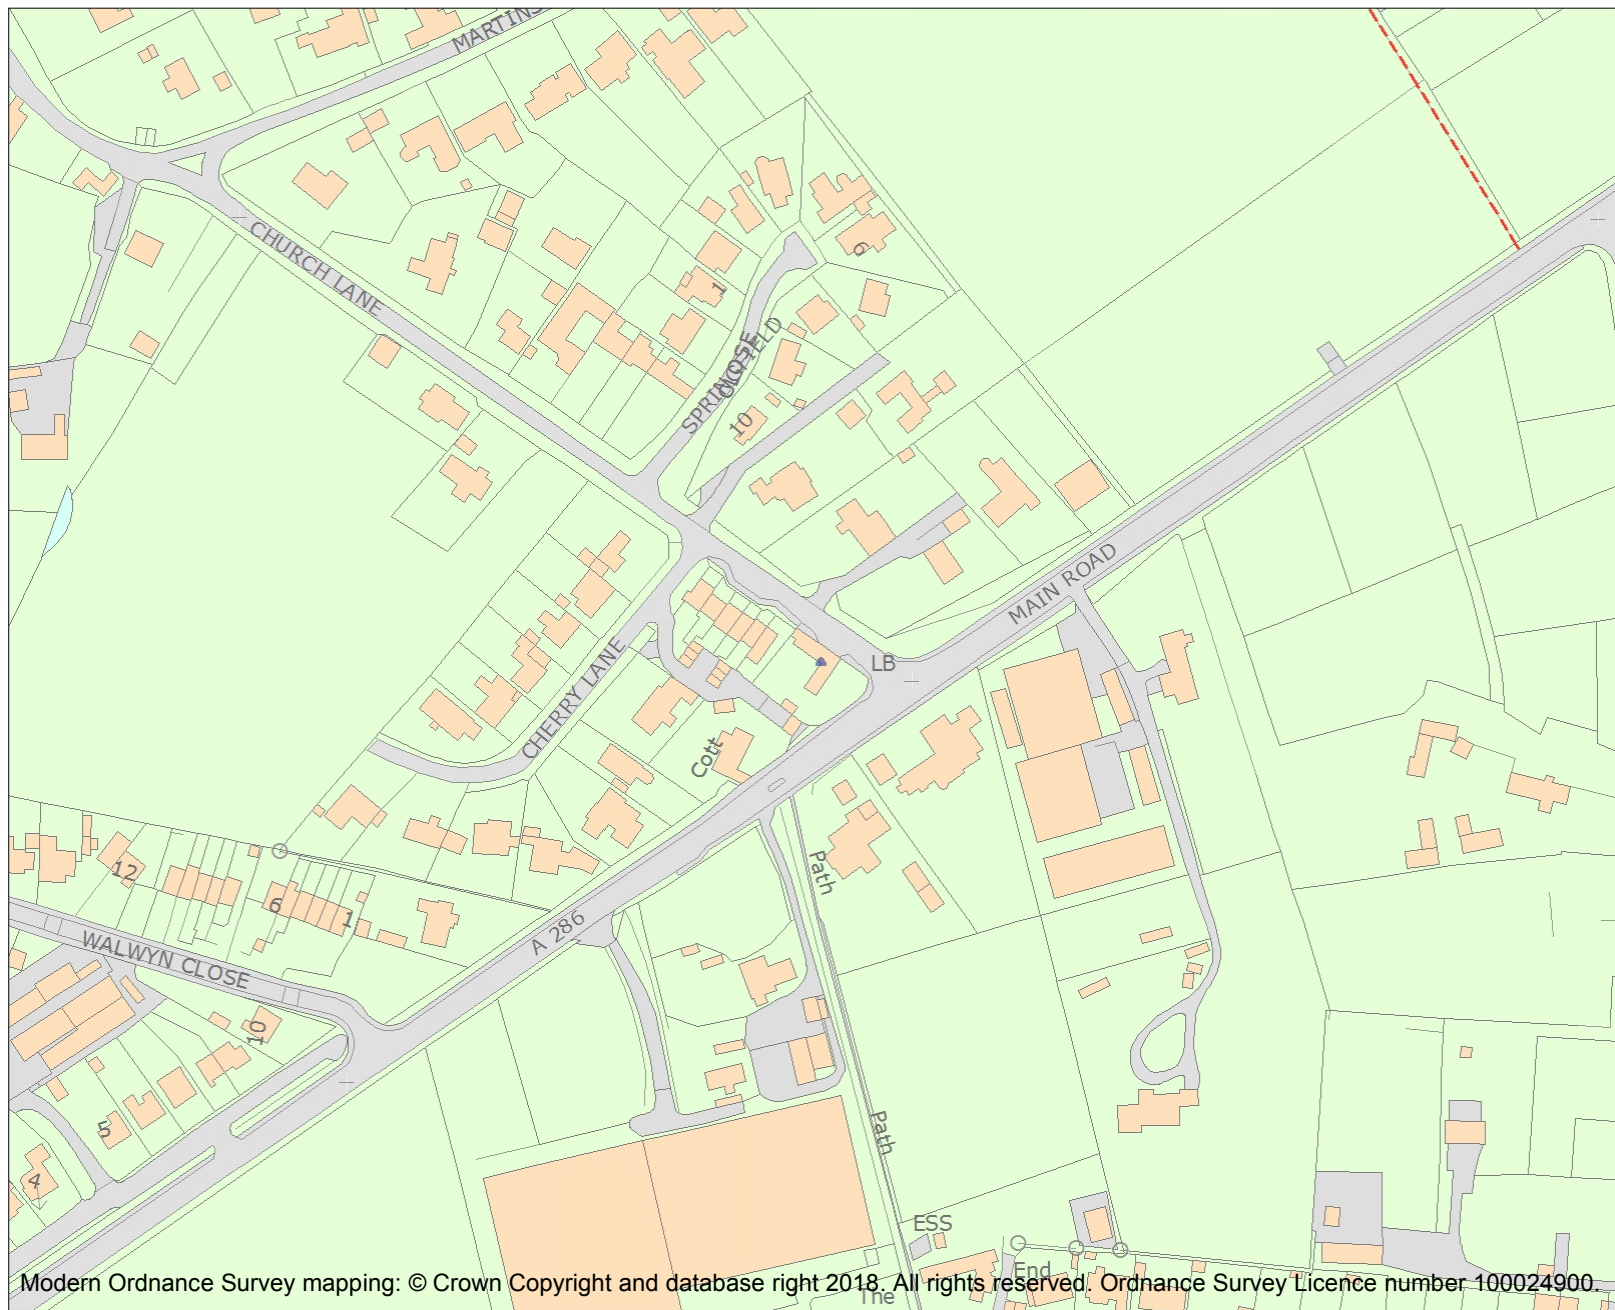 MARTINS
CHURCH LANE
6
1
SPRINGFIELD
CLOSE
10
MAIN ROAD
LB
CHERRY LANE
Cott
12
6
1
Path
A 286
WALWYN CLOSE
10
5
Path
4
ESS
End
The
Modern Ordnance Survey mapping: © Crown Copyright and database right 2018. All rights reserved. Ordnance Survey Licence number 100024900.